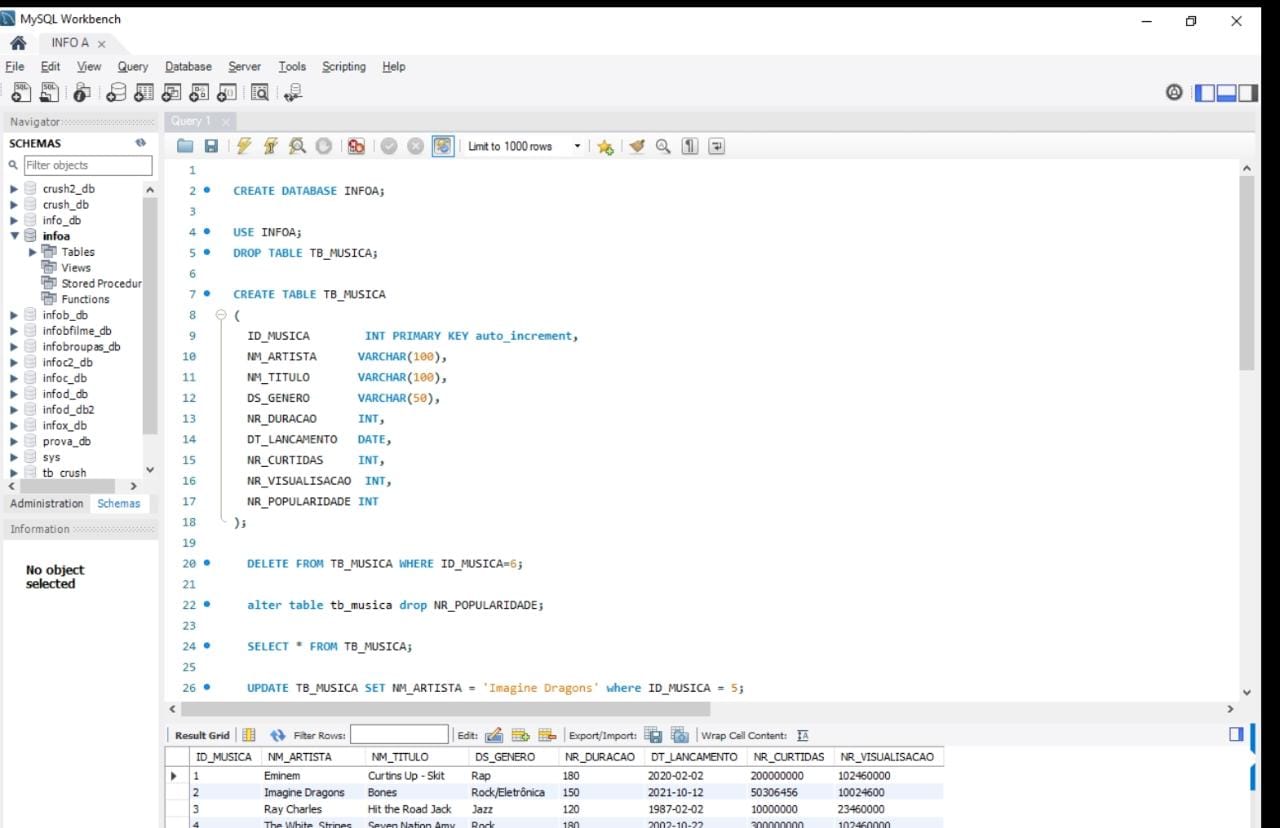 MySQL Workbench
INFO A
File Edit View Query Database Server Tools Scripting Help
Navigator
Query 1
SCHEMAS
Filter objects
Limit to 1000 rows
crush2_db
crush_db
info_db
infoa
Tables
Views
Stored Procedur
Functions
infob_db
infobfilme_db
infobroupas_db
infoc2_db
infoc_db
infod_db
infod_db2
infox_db
prova_db
sys
tb_crush
Administration Schemas
Information
No object
selected
1
2 CREATE DATABASE INFOA;
3
4 USE INFOA;
5 DROP TABLE TB_MUSICA;
6
7 CREATE TABLE TB_MUSICA
8 (
9 ID_MUSICA INT PRIMARY KEY auto_increment,
10 NM_ARTISTA VARCHAR(100),
11 NM_TITULO VARCHAR(100),
12 DS_GENERO VARCHAR(50),
13 NR_DURACAO INT,
14 DT_LANCAMENTO DATE,
15 NR_CURTIDAS INT,
16 NR_VISUALISACAO INT,
17 NR_POPULARIDADE INT
18 );
19
20 DELETE FROM TB_MUSICA WHERE ID_MUSICA=6;
21
22 alter table tb_musica drop NR_POPULARIDADE;
23
24 SELECT * FROM TB_MUSICA;
25
26 UPDATE TB_MUSICA SET NM_ARTISTA = 'Imagine Dragons' where ID_MUSICA = 5;
Result Grid Filter Rows: Edit: Export/Import: Wrap Cell Content: IA
ID_MUSICA NM_ARTISTA NM_TITULO DS_GENERO NR_DURACAO DT_LANCAMENTO NR_CURTIDAS NR_VISUALISACAO
1 Eminem Curtins Up - Skit Rap 180 2020-02-02 200000000 102460000
2 Imagine Dragons Bones Rock/Eletrônica 150 2021-10-12 50306456 10024600
3 Ray Charles Hit the Road Jack Jazz 120 1987-02-02 10000000 23460000
4 The White Stripes Seven Nation Amy Rock 180 2002-10-22 300000000 102460000